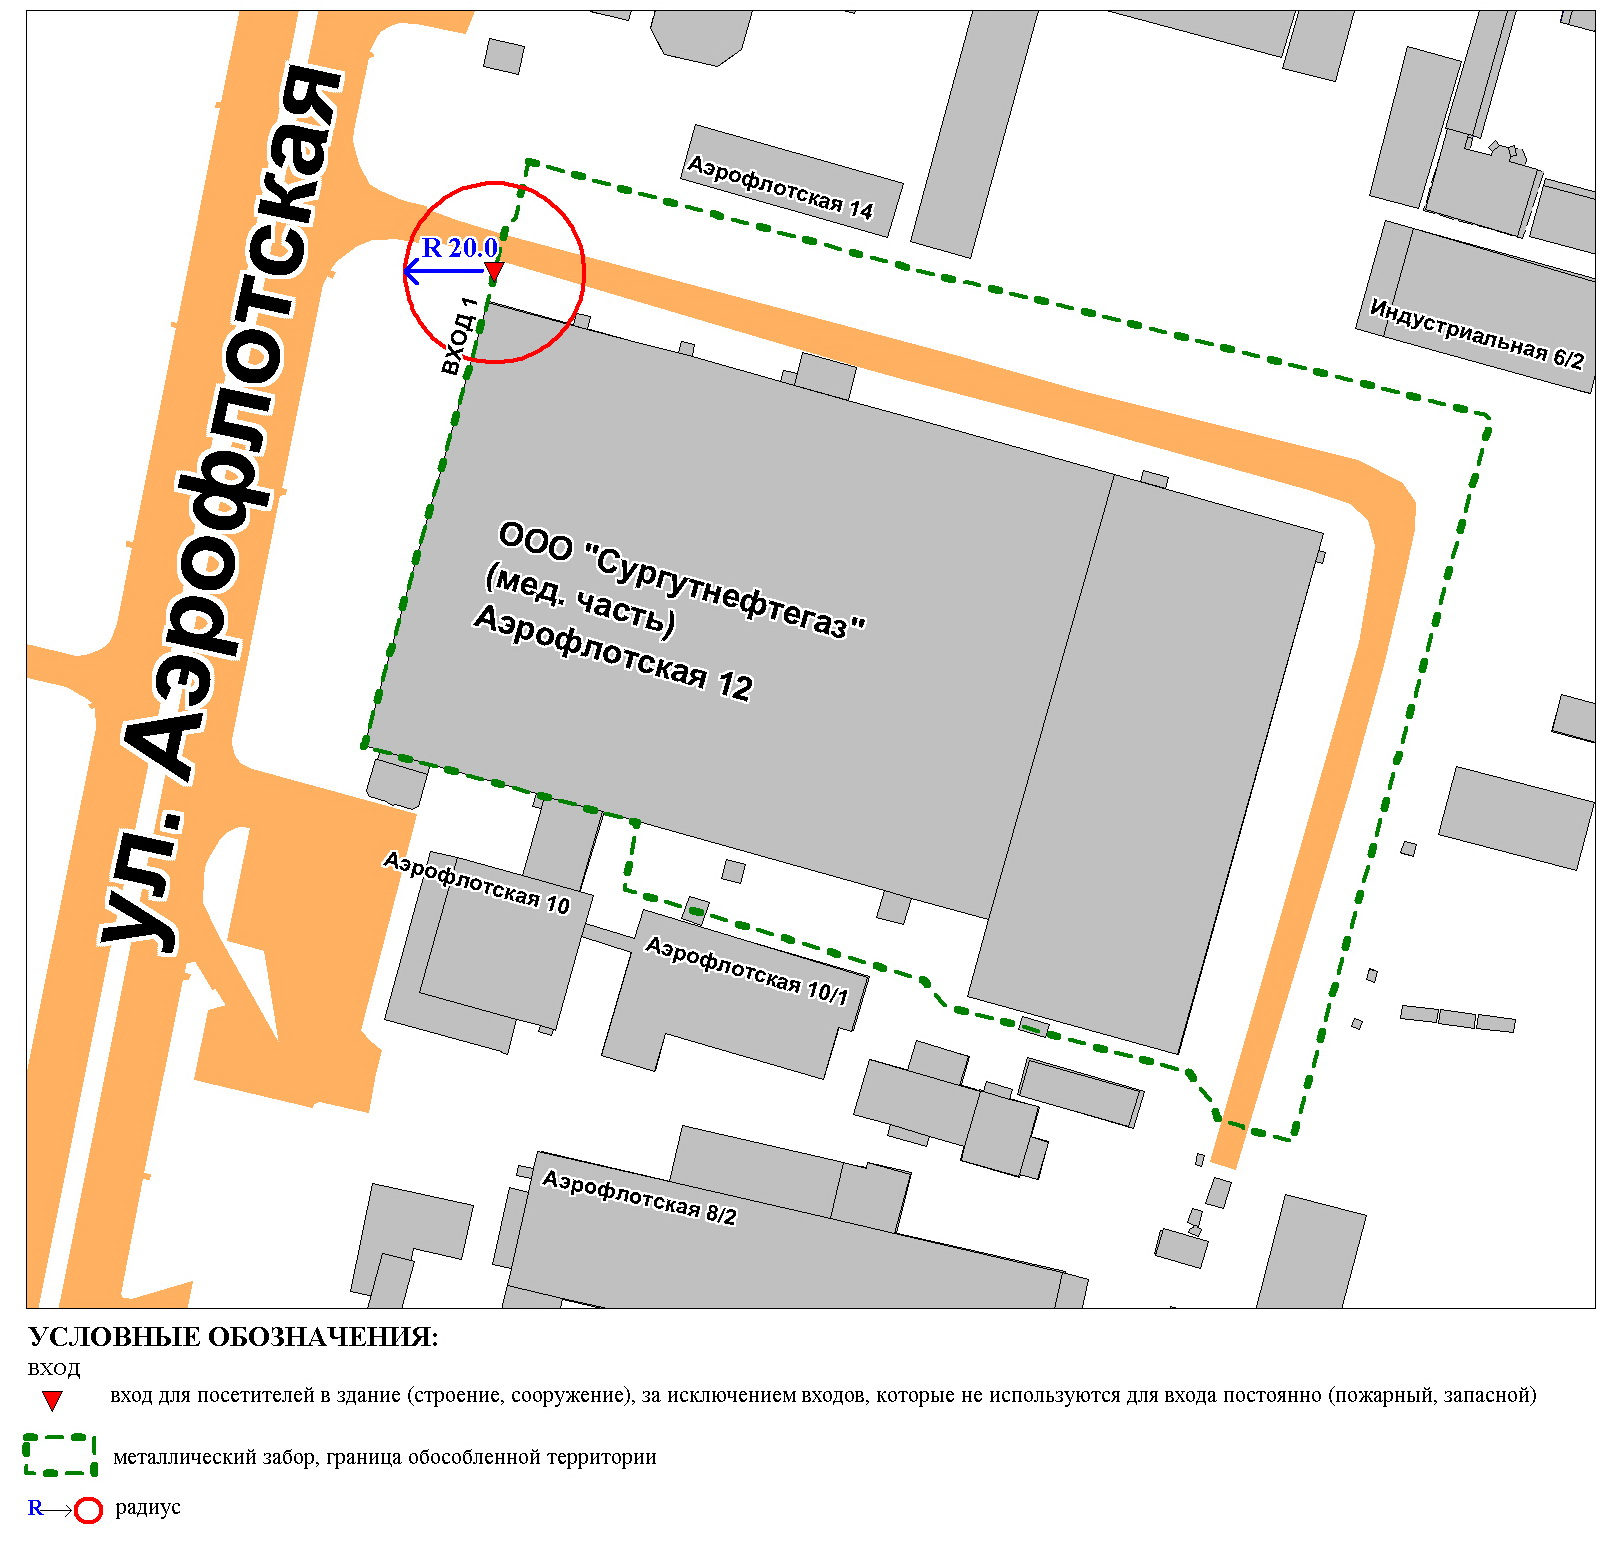 ул. Аэрофлотская
Аэрофлотская 14
R 20.0
ВХОД 1
Индустриальная 6/2
ООО "Сургутнефтегаз"
(мед. часть)
Аэрофлотская 12
Аэрофлотская 10
Аэрофлотская 10/1
Аэрофлотская 8/2
УСЛОВНЫЕ ОБОЗНАЧЕНИЯ:
ВХОД
вход для посетителей в здание (строение, сооружение), за исключением входов, которые не используются для входа постоянно (пожарный, запасной)
металлический забор, граница обособленной территории
R
радиус